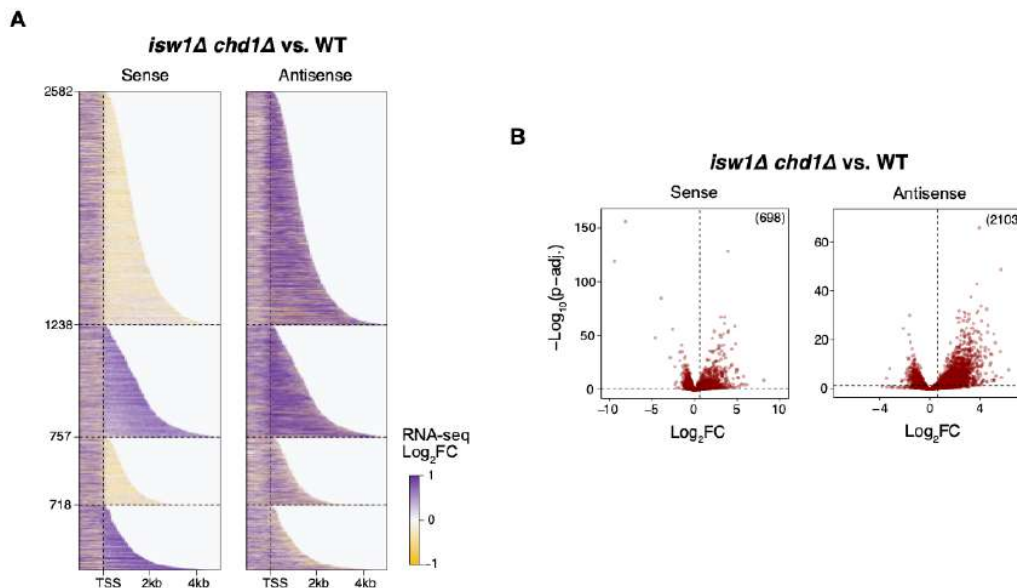 A
isw1Δ chd1Δ vs. WT
Sense
Antisense
2582
1238
757
718
TSS
2kb
4kb
TSS
2kb
4kb
RNA-seq
Log2FC
1
0
-1
B
isw1Δ chd1Δ vs. WT
Sense
Antisense
(698)
(2103
150
100
50
0
60
40
20
0
−Log10(p−adj.)
−10
−5
0
5
10
−4
0
4
Log2FC
Log2FC